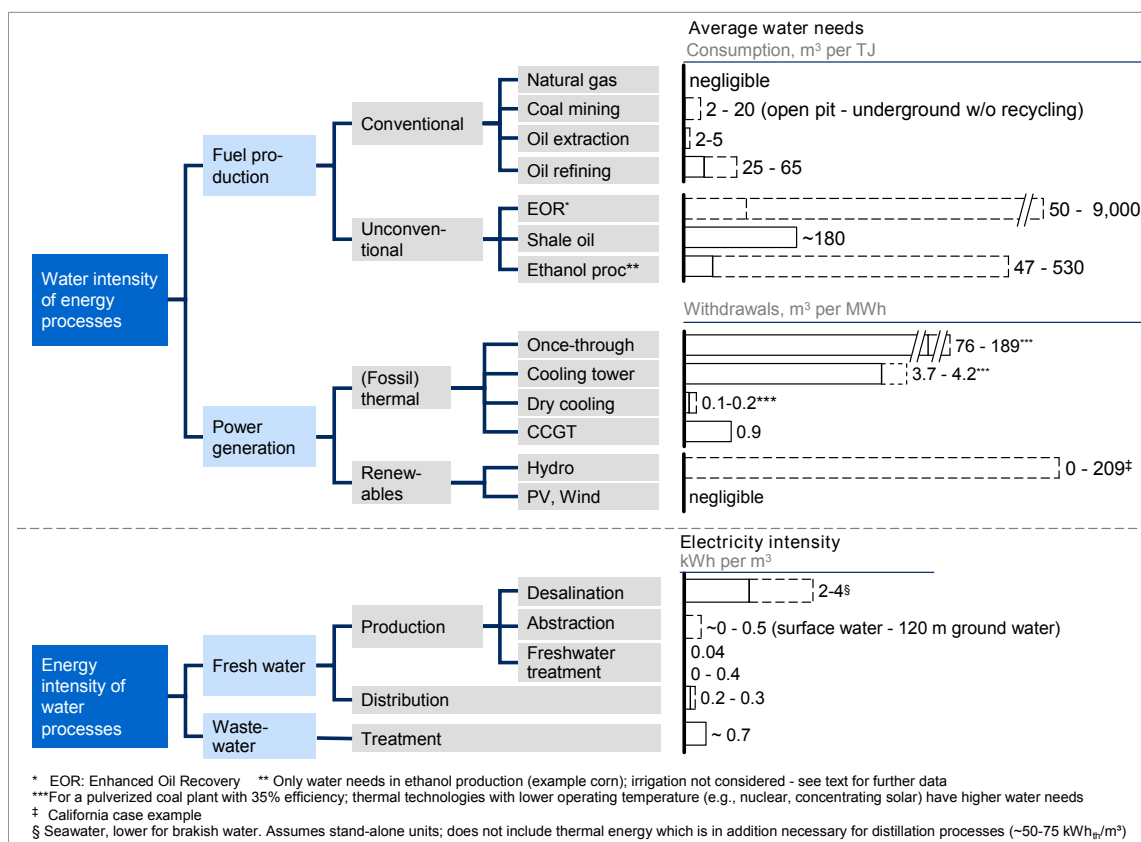 Average water needs
Consumption, m³ per TJ
Natural gas
negligible
Coal mining
2 - 20 (open pit - underground w/o recycling)
Conventional
Oil extraction
2-5
Fuel pro-
duction
Oil refining
25 - 65
EOR*
50 - 9,000
Unconven-
tional
Shale oil
~180
Ethanol proc**
47 - 530
Water intensity
of energy
processes
Withdrawals, m³ per MWh
Once-through
76 - 189***
(Fossil)
thermal
Cooling tower
3.7 - 4.2***
Dry cooling
0.1-0.2***
Power
generation
CCGT
0.9
Renew-
ables
Hydro
0 - 209‡
PV, Wind
negligible
Electricity intensity
kWh per m³
Desalination
2-4§
Production
Abstraction
~0 - 0.5 (surface water - 120 m ground water)
Freshwater
treatment
0.04
0 - 0.4
Energy
intensity of
water
processes
Fresh water
Distribution
0.2 - 0.3
Waste-
water
Treatment
~ 0.7
* EOR: Enhanced Oil Recovery ** Only water needs in ethanol production (example corn); irrigation not considered - see text for further data
***For a pulverized coal plant with 35% efficiency; thermal technologies with lower operating temperature (e.g., nuclear, concentrating solar) have higher water needs
‡ California case example
§ Seawater, lower for brakish water. Assumes stand-alone units; does not include thermal energy which is in addition necessary for distillation processes (~50-75 kWhth/m³)